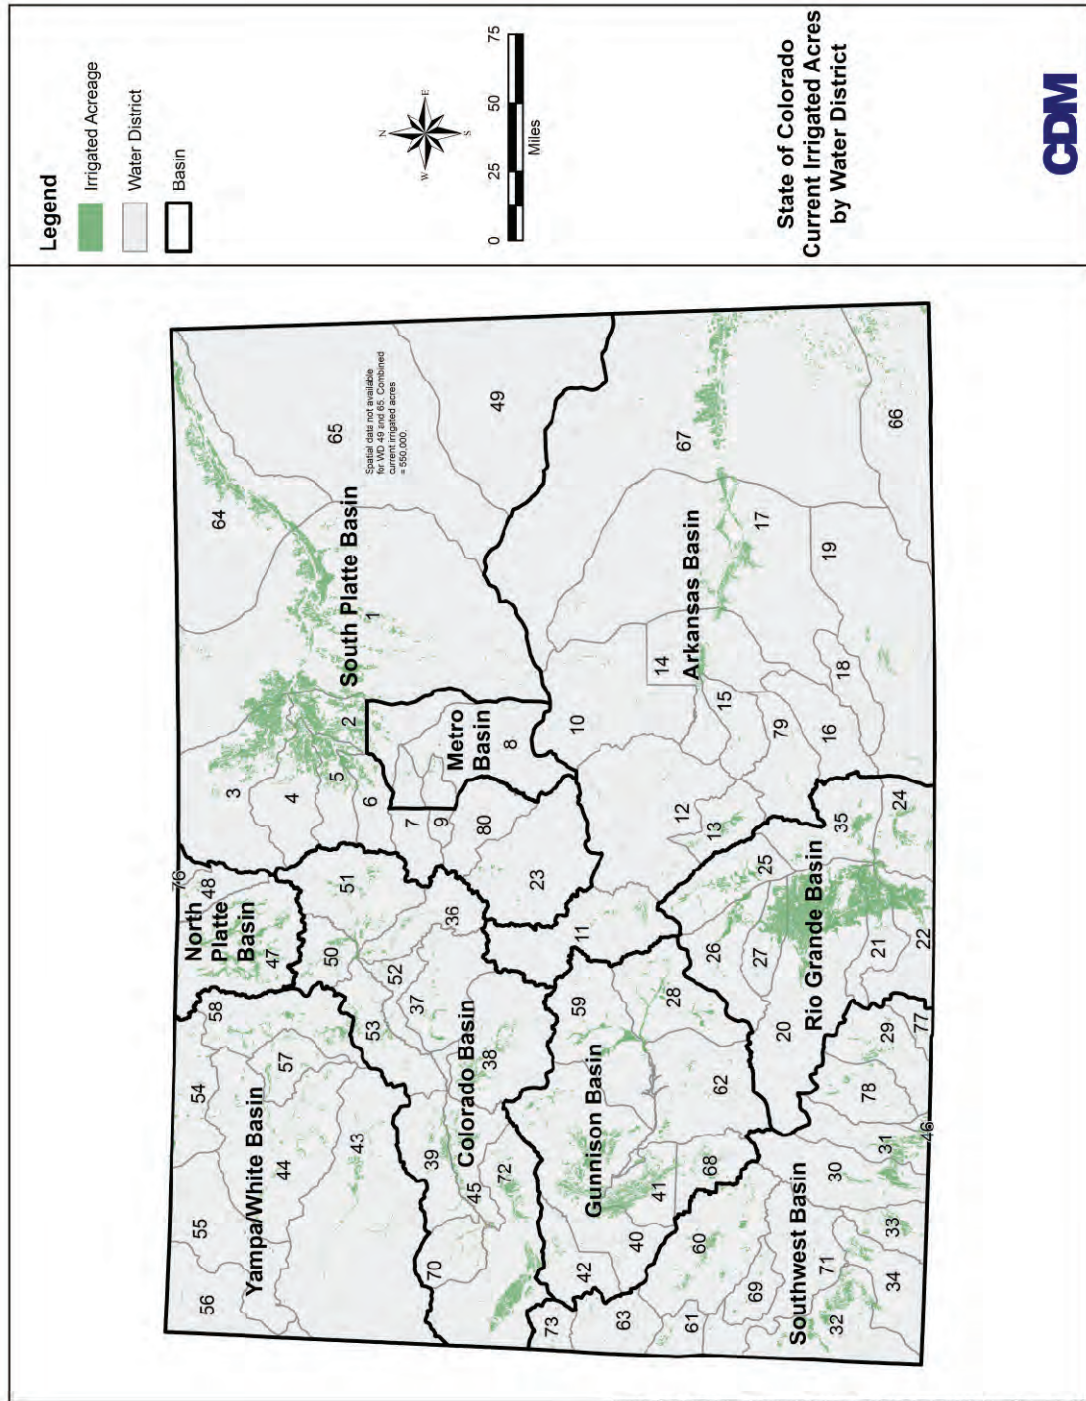 Legend
Irrigated Acreage
Water District
Basin
N
W
E
S
0
25
50
75
Miles
State of Colorado
Current Irrigated Acres
by Water District
CDM
North
Platte
Basin
76
48
47
Yampa/White Basin
58
54
57
55
44
43
56
South Platte Basin
64
65
Spatial data not available
for WD 49 and 65. Combined
current irrigated acres
= 550,000.
49
1
2
3
4
5
6
7
9
80
23
Metro
Basin
8
Colorado Basin
51
50
36
52
37
53
38
39
45
72
70
Gunnison Basin
59
28
62
41
68
40
42
Arkansas Basin
67
66
17
19
14
10
15
18
79
16
12
13
11
Rio Grande Basin
35
24
25
26
27
21
22
20
Southwest Basin
29
77
78
46
31
30
33
71
34
32
69
60
61
63
73